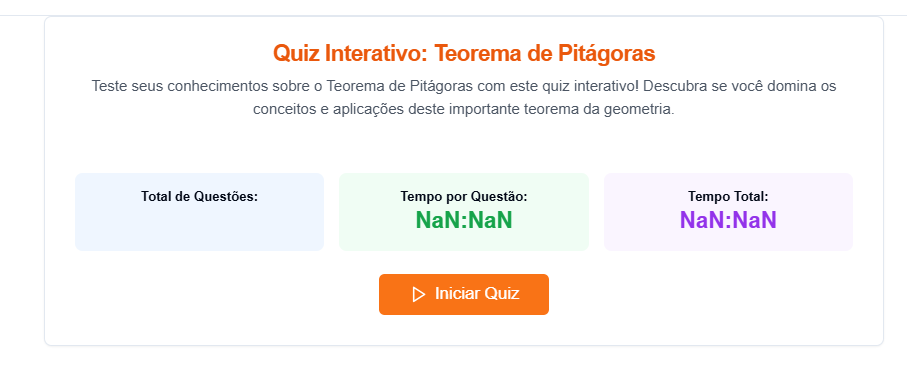 Quiz Interativo: Teorema de Pitágoras
Teste seus conhecimentos sobre o Teorema de Pitágoras com este quiz interativo! Descubra se você domina os
conceitos e aplicações deste importante teorema da geometria.
Total de Questões:
Tempo por Questão:
NaN:NaN
Tempo Total:
NaN:NaN
Iniciar Quiz